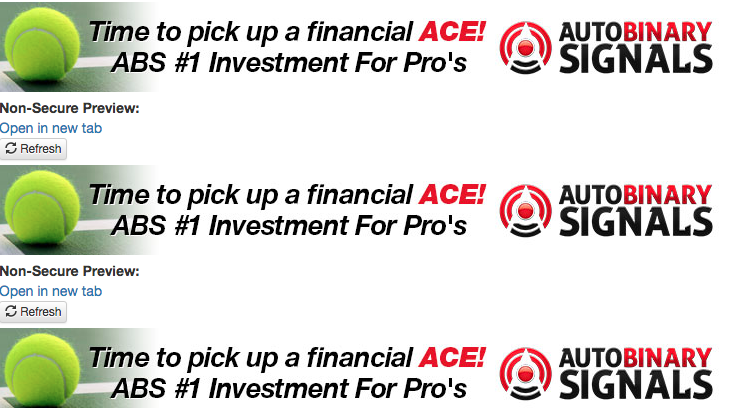 Time to pick up a financial ACE!
ABS #1 Investment For Pro's
AUTOBINARY
SIGNALS
Non-Secure Preview:
Open in new tab
Refresh
Time to pick up a financial ACE!
ABS #1 Investment For Pro's
AUTOBINARY
SIGNALS
Non-Secure Preview:
Open in new tab
Refresh
Time to pick up a financial ACE!
ABS #1 Investment For Pro's
AUTOBINARY
SIGNALS